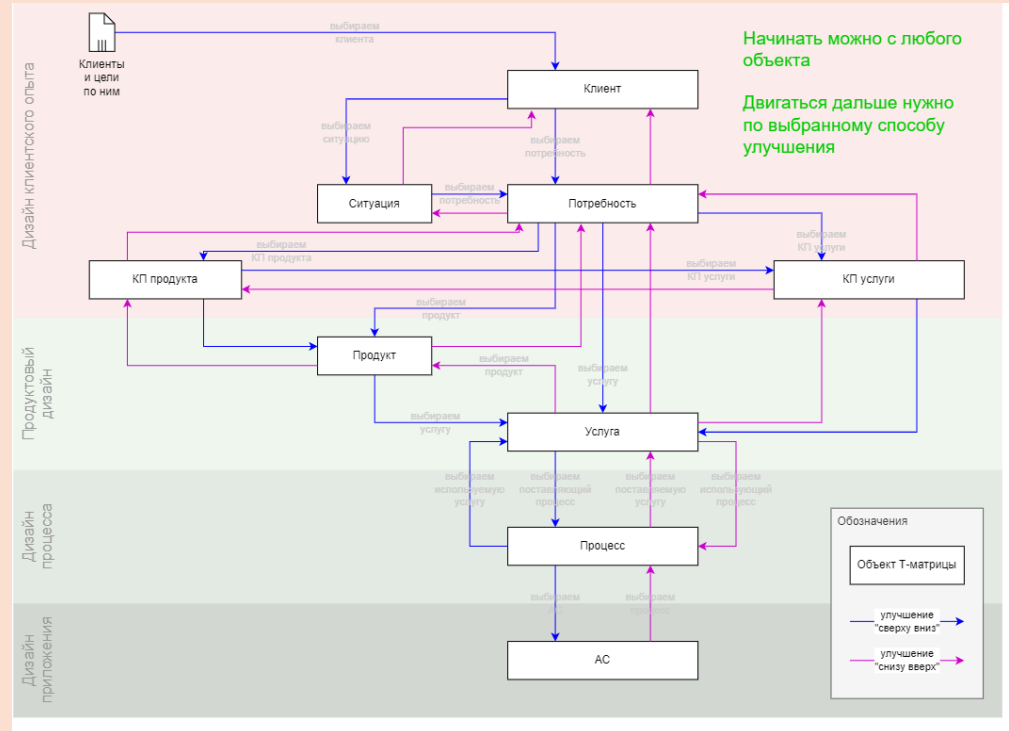 выбираем
клиента
Клиенты
и цели
по ним
Начинать можно с любого
объекта
Двигаться дальше нужно
по выбранному способу
улучшения
Дизайн клиентского опыта
Клиент
выбираем
ситуацию
выбираем
потребность
Ситуация
выбираем
потребность
Потребность
выбираем
КП продукта
выбираем
КП услуги
КП продукта
выбираем
КП услуги
КП услуги
выбираем
продукт
Продуктовый
дизайн
Продукт
выбираем
продукт
выбираем
услугу
выбираем
услугу
Услуга
Дизайн
процесса
выбираем
используемую
услугу
выбираем
поставляющий
процесс
выбираем
поставляемую
услугу
выбираем
использующий
процесс
Процесс
Дизайн
приложения
выбираем
АС
выбираем
процесс
АС
Обозначения
Объект Т-матрицы
улучшение
"сверху вниз"
улучшение
"снизу вверх"